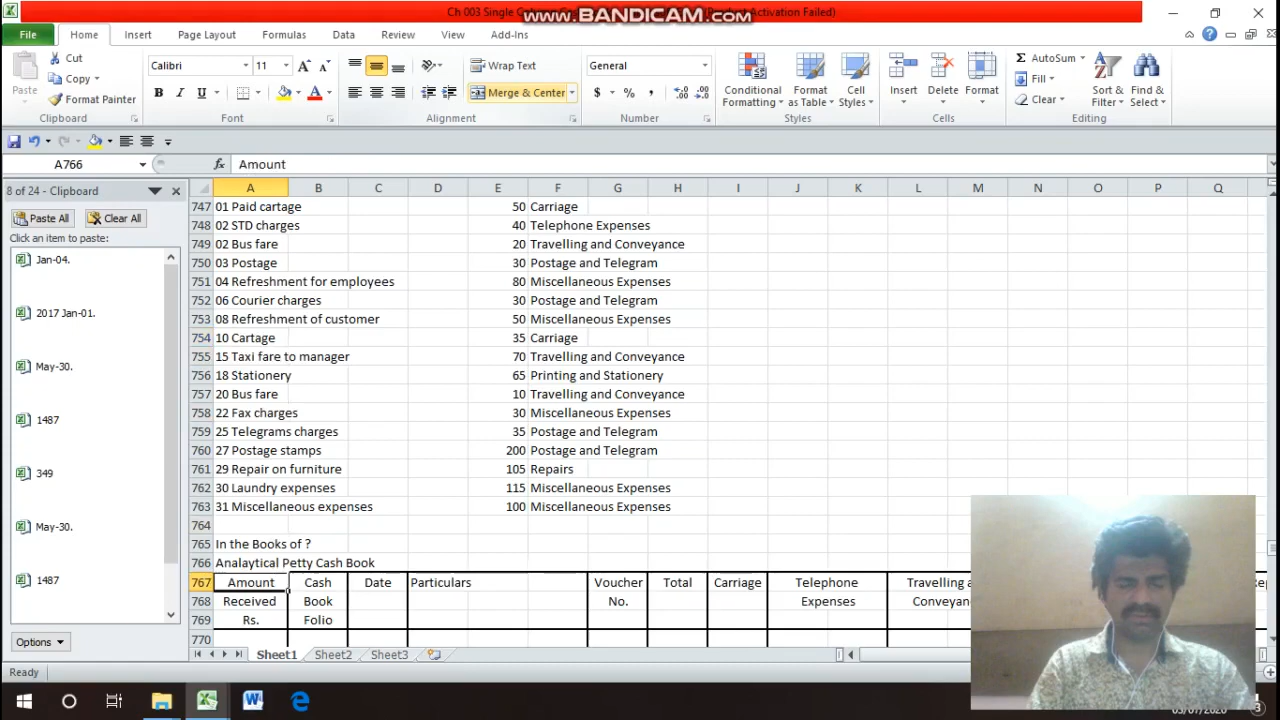 Ch 003 Single Column
www.BANDICAM.com
Product Activation Failed)
File Home Insert Page Layout Formulas Data Review View Add-Ins
Cut
Copy
Format Painter
Paste
Clipboard
Calibri 11
B I U
Font
Wrap Text
Merge & Center
Alignment
General
$ % ,
Number
Conditional Formatting
Format as Table
Cell Styles
Styles
Insert Delete Format
Cells
AutoSum
Fill
Clear
Sort & Filter
Find & Select
Editing
A766 fx Amount
8 of 24 - Clipboard
Paste All Clear All
Click an item to paste:
Jan-04.
2017 Jan-01.
May-30.
1487
349
May-30.
1487
Options
A B C D E F G H I J K L M N O P Q
747 01 Paid cartage 50 Carriage
748 02 STD charges 40 Telephone Expenses
749 02 Bus fare 20 Travelling and Conveyance
750 03 Postage 30 Postage and Telegram
751 04 Refreshment for employees 80 Miscellaneous Expenses
752 06 Courier charges 30 Postage and Telegram
753 08 Refreshment of customer 50 Miscellaneous Expenses
754 10 Cartage 35 Carriage
755 15 Taxi fare to manager 70 Travelling and Conveyance
756 18 Stationery 65 Printing and Stationery
757 20 Bus fare 10 Travelling and Conveyance
758 22 Fax charges 30 Miscellaneous Expenses
759 25 Telegrams charges 35 Postage and Telegram
760 27 Postage stamps 200 Postage and Telegram
761 29 Repair on furniture 105 Repairs
762 30 Laundry expenses 115 Miscellaneous Expenses
763 31 Miscellaneous expenses 100 Miscellaneous Expenses
764
765 In the Books of ?
766 Analaytical Petty Cash Book
767 Amount Cash Date Particulars Voucher Total Carriage Telephone Travelling
768 Received Book No. Expenses
769 Rs. Folio
770
Sheet1 Sheet2 Sheet3
Ready